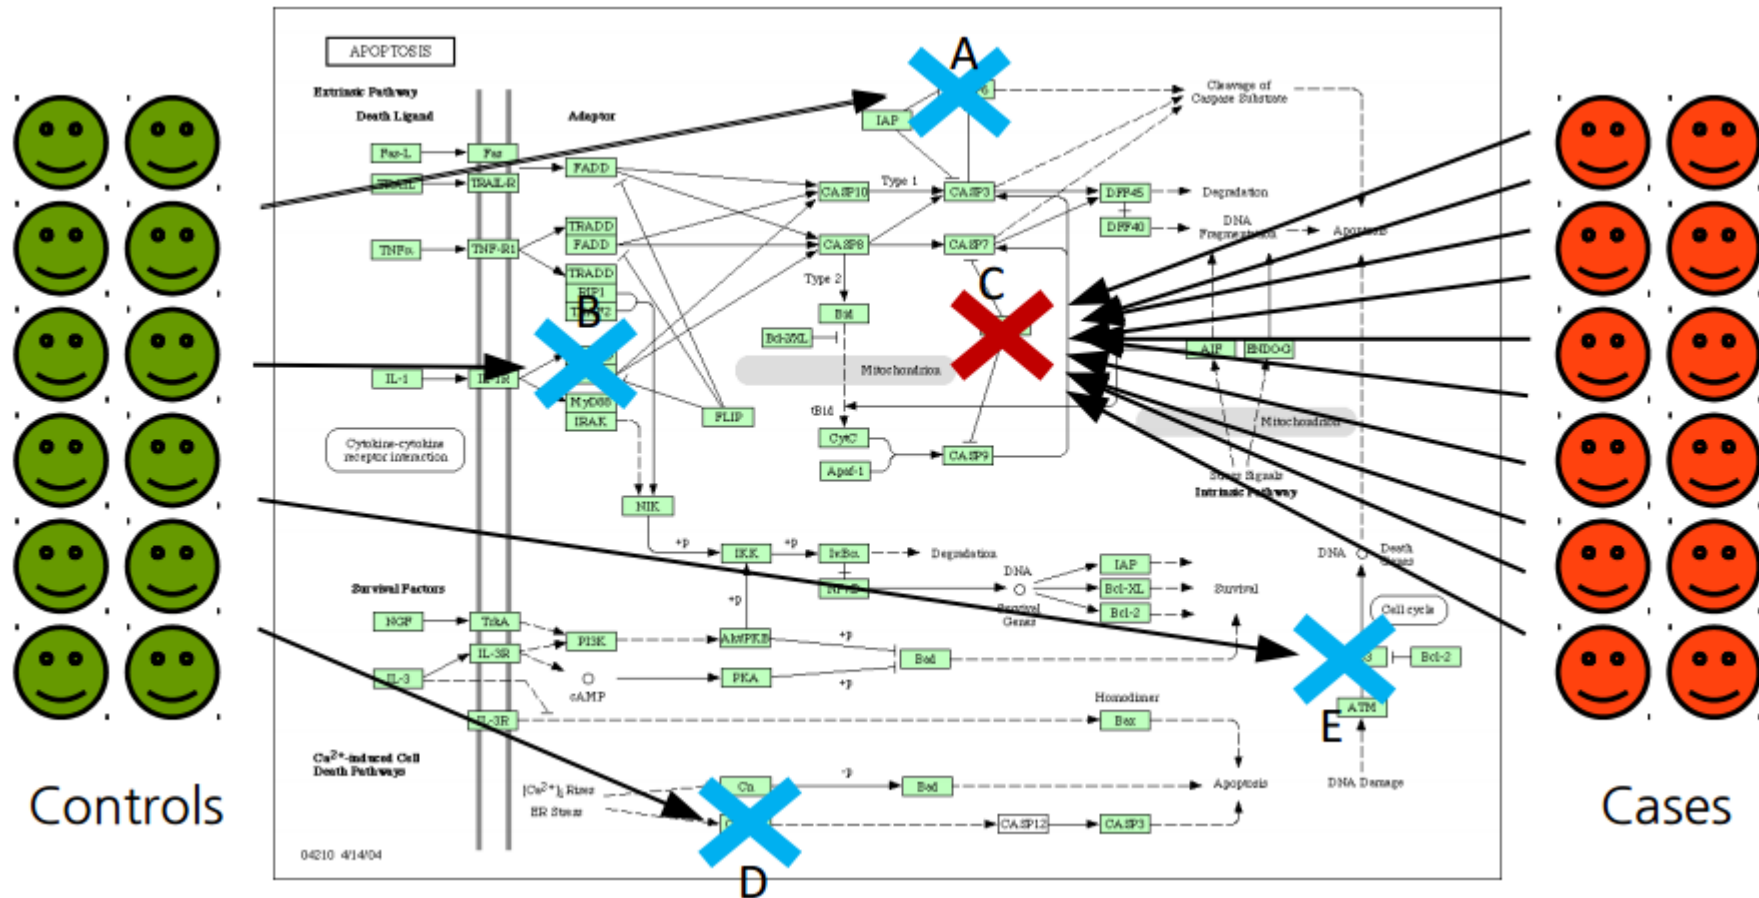 A
APOPTOSIS
Extrinsic Pathway
Death Ligand
Adaptor
Cleavage of
Caspase Substrate
IAP
Fas-L
Fas
TRAIL
TRAIL-R
FADD
CASP10
Type 1
CASP3
DFF45
Degradation
TRADD
FADD
DFF40
DNA
Fragmentation
Apoptosis
TNFα
TNF-R1
CASP8
CASP7
TRADD
RIP1
Type 2
C
B
Bid
Bcl-2/XL
AIF
ENDO-G
Mitochondrion
IL-1
IL-1R
MyD88
IRAK
FLIP
tBid
Mitochondrion
Cytokine-cytokine
receptor interaction
CytC
CASP9
Apaf-1
Stress Signals
Intrinsic Pathway
NIK
+p
IKK
+p
IκBα
Degradation
DNA
Death
Genes
DNA
IAP
Survival Factors
+p
NFκB
Bcl-XL
Survival
Survival
Genes
Bcl-2
Cell cycle
NGF
TrkA
PI3K
Akt/PKB
+p
IL-3R
Bad
Bcl-2
IL-3
cAMP
PKA
+p
Homodimer
ATM
IL-3R
Bax
E
Ca2+-induced Cell
Death Pathways
[Ca2+]i Rises
Cn
-p
Bad
Apoptosis
DNA Damage
ER Stress
CASP12
CASP3
Controls
Cases
04210 4/14/04
D